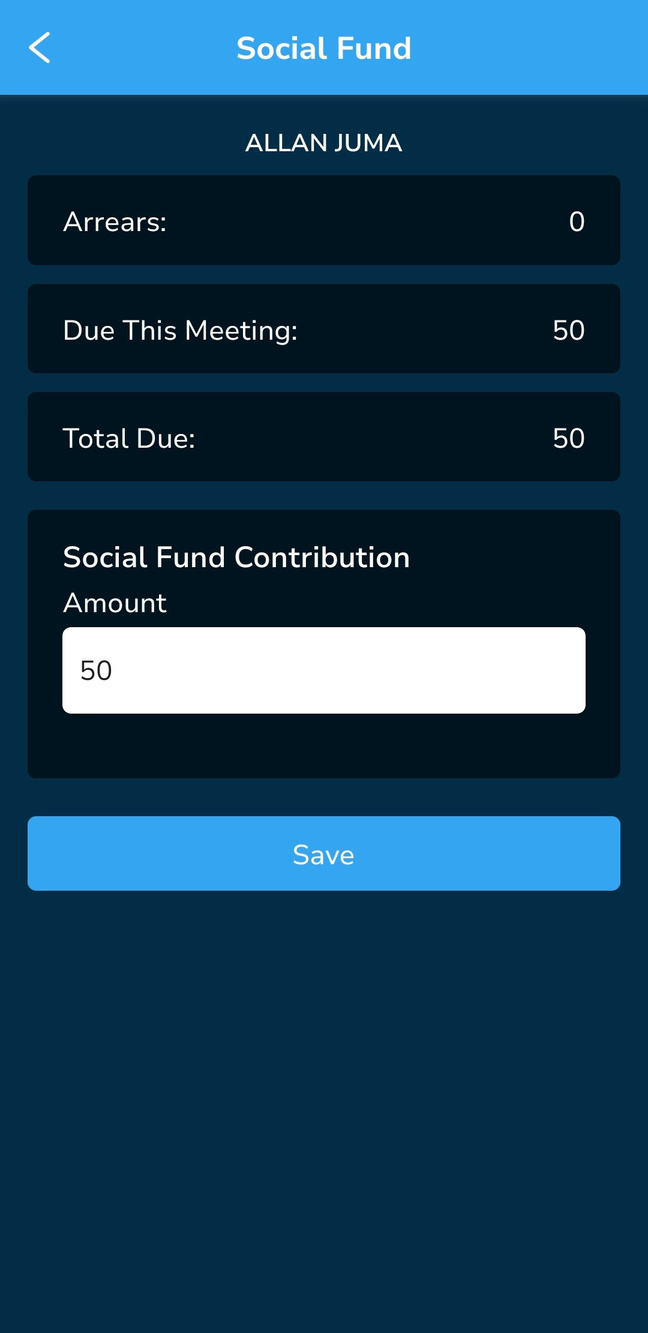 Social Fund
ALLAN JUMA
Arrears: 0
Due This Meeting: 50
Total Due: 50
Social Fund Contribution
Amount
50
Save